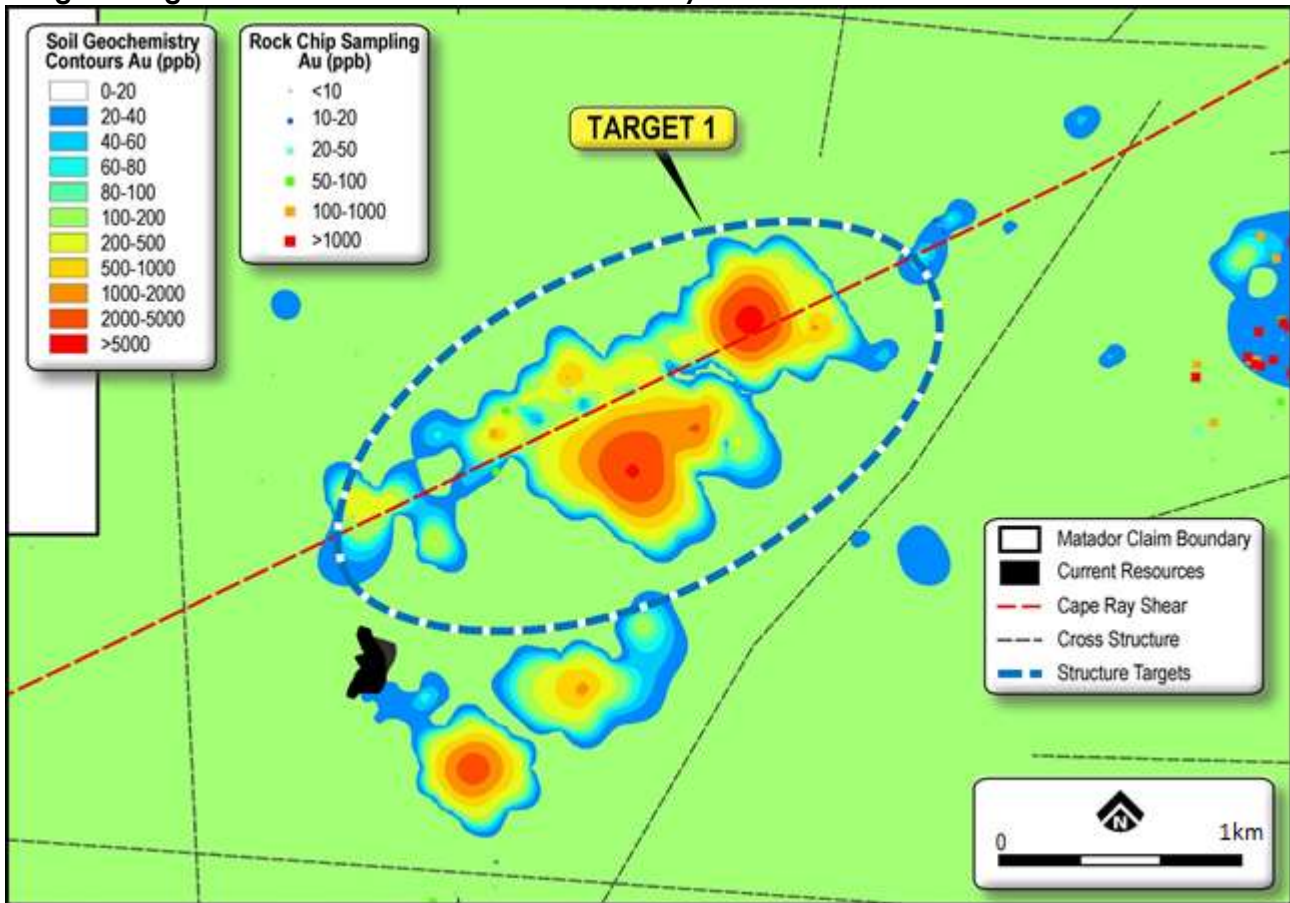 Soil Geochemistry
Contours Au (ppb)
0-20
20-40
40-60
60-80
80-100
100-200
200-500
500-1000
1000-2000
2000-5000
>5000
Rock Chip Sampling
Au (ppb)
<10
10-20
20-50
50-100
100-1000
>1000
TARGET 1
Matador Claim Boundary
Current Resources
Cape Ray Shear
Cross Structure
Structure Targets
N
0 1km